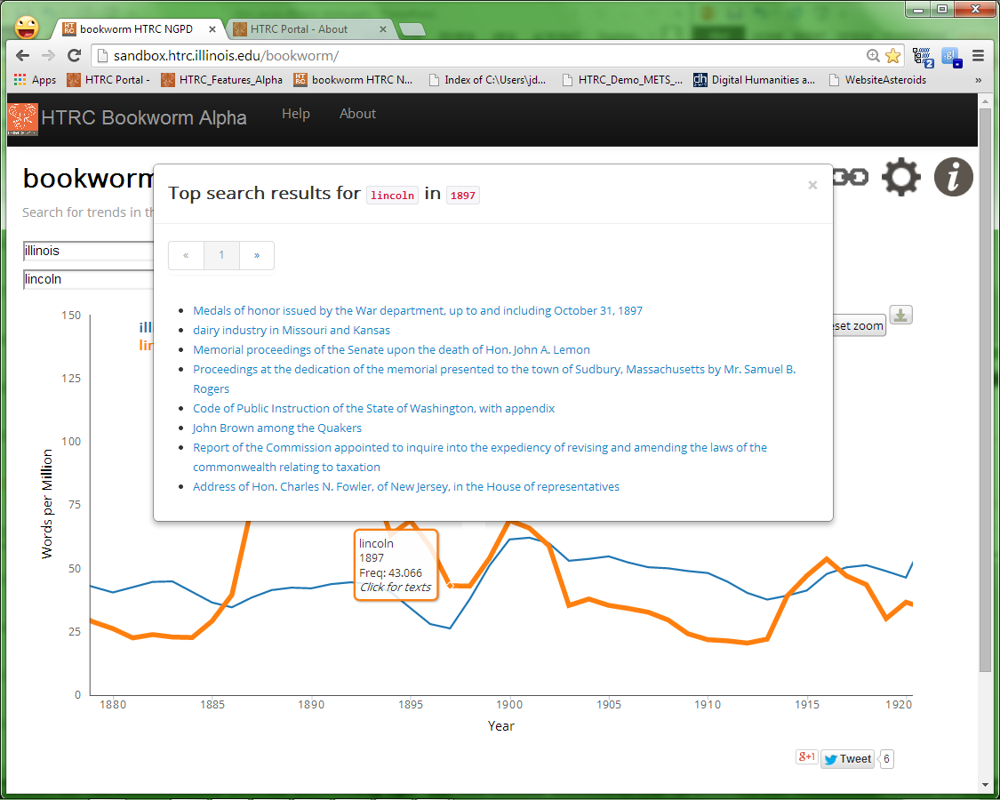 bookworm HTRC NGPD
HTRC Portal - About
sandbox.htrc.illinois.edu/bookworm/
Apps
HTRC Portal -
HTRC_Features_Alpha
bookworm HTRC N...
Index of C:\Users\jd...
HTRC_Demo_METS_...
Digital Humanities a...
WebsiteAsteroids
»
HTRC Bookworm Alpha
Help
About
bookworm
Search for trends in th
illinois
lincoln
Top search results for lincoln in 1897
×
« 1 »
Medals of honor issued by the War department, up to and including October 31, 1897
dairy industry in Missouri and Kansas
Memorial proceedings of the Senate upon the death of Hon. John A. Lemon
Proceedings at the dedication of the memorial presented to the town of Sudbury, Massachusetts by Mr. Samuel B.
Rogers
Code of Public Instruction of the State of Washington, with appendix
John Brown among the Quakers
Report of the Commission appointed to inquire into the expediency of revising and amending the laws of the
commonwealth relating to taxation
Address of Hon. Charles N. Fowler, of New Jersey, in the House of representatives
eset zoom
ill
lin
150
125
100
75
50
25
0
Words per Million
lincoln
1897
Freq: 43.066
Click for texts
1880 1885 1890 1895 1900 1905 1910 1915 1920
Year
g+1
Tweet
6